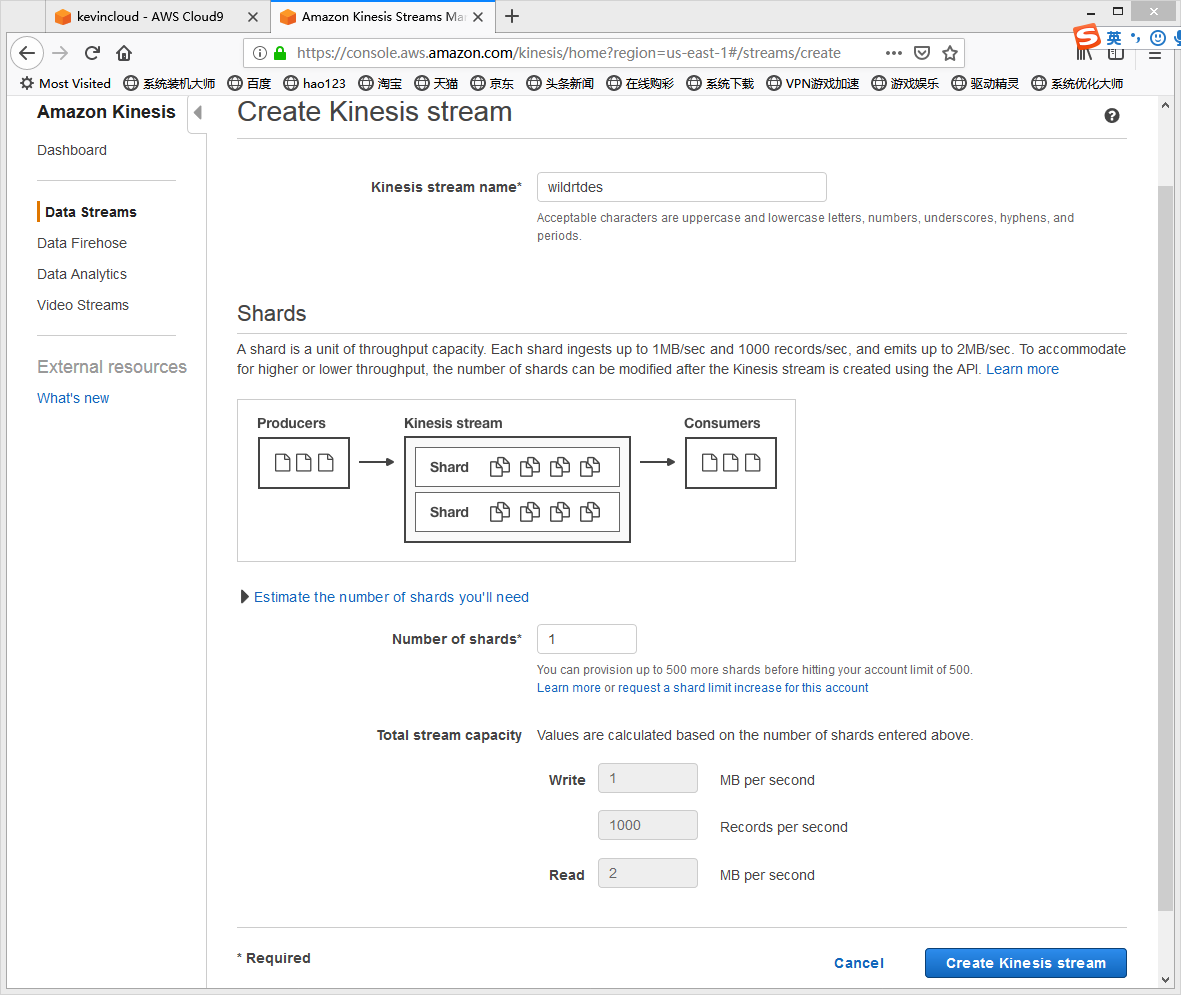 kevincloud - AWS Cloud9
Amazon Kinesis Streams Ma
https://console.aws.amazon.com/kinesis/home?region=us-east-1#/streams/create
英
Most Visited 系统装机大师 百度 hao123 淘宝 天猫 京东 头条新闻 在线购彩 系统下载 VPN游戏加速 游戏娱乐 驱动精灵 系统优化大师
Amazon Kinesis
Dashboard
Data Streams
Data Firehose
Data Analytics
Video Streams
External resources
What's new
Create Kinesis stream
Kinesis stream name* wildrtdes
Acceptable characters are uppercase and lowercase letters, numbers, underscores, hyphens, and
periods.
Shards
A shard is a unit of throughput capacity. Each shard ingests up to 1MB/sec and 1000 records/sec, and emits up to 2MB/sec. To accommodate
for higher or lower throughput, the number of shards can be modified after the Kinesis stream is created using the API. Learn more
Producers Kinesis stream Consumers
Shard
Shard
Estimate the number of shards you'll need
Number of shards* 1
You can provision up to 500 more shards before hitting your account limit of 500.
Learn more or request a shard limit increase for this account
Total stream capacity Values are calculated based on the number of shards entered above.
Write 1 MB per second
1000 Records per second
Read 2 MB per second
* Required
Cancel Create Kinesis stream